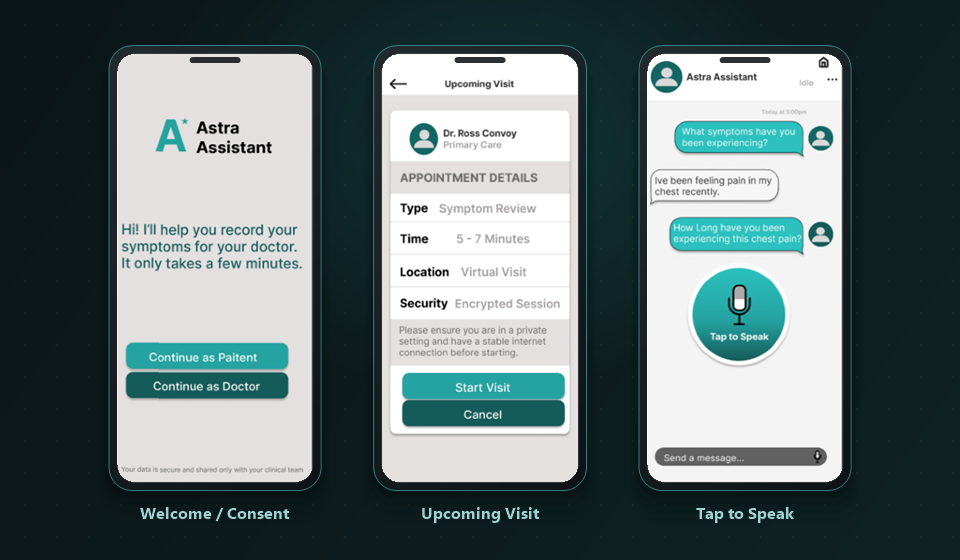 Astra
Assistant
Hi! I'll help you record your
symptoms for your doctor.
It only takes a few minutes.
Continue as Paitent
Continue as Doctor
Your data is secure and shared only with your clinical team
Welcome / Consent
Upcoming Visit
Dr. Ross Convoy
Primary Care
APPOINTMENT DETAILS
Type Symptom Review
Time 5 - 7 Minutes
Location Virtual Visit
Security Encrypted Session
Please ensure you are in a private
setting and have a stable internet
connection before starting.
Start Visit
Cancel
Upcoming Visit
Astra Assistant
Idle
Today at 5:00pm
What symptoms have you
been experiencing?
Ive been feeling pain in my
chest recently.
How Long have you been
experiencing this chest pain?
Tap to Speak
Send a message...
Tap to Speak